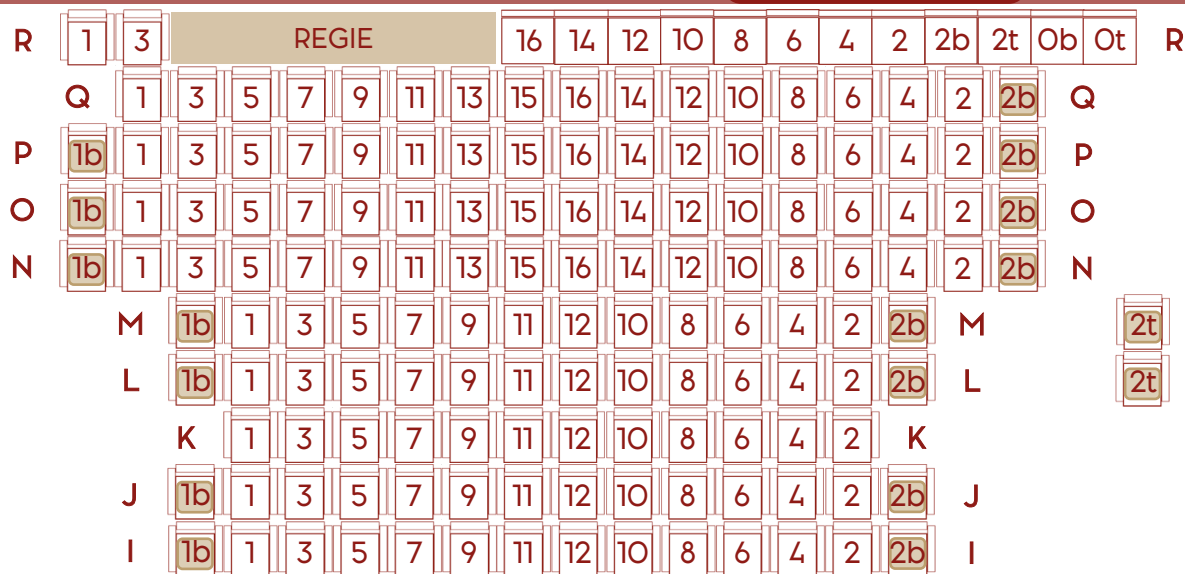 R 1 3 REGIE 16 14 12 10 8 6 4 2 2b 2t 0b 0t R
Q 1 3 5 7 9 11 13 15 16 14 12 10 8 6 4 2 2b Q
P 1b 1 3 5 7 9 11 13 15 16 14 12 10 8 6 4 2 2b P
O 1b 1 3 5 7 9 11 13 15 16 14 12 10 8 6 4 2 2b O
N 1b 1 3 5 7 9 11 13 15 16 14 12 10 8 6 4 2 2b N
M 1b 1 3 5 7 9 11 12 10 8 6 4 2 2b M 2t
L 1b 1 3 5 7 9 11 12 10 8 6 4 2 2b L 2t
K 1 3 5 7 9 11 12 10 8 6 4 2 K
J 1b 1 3 5 7 9 11 12 10 8 6 4 2 2b J
I 1b 1 3 5 7 9 11 12 10 8 6 4 2 2b I